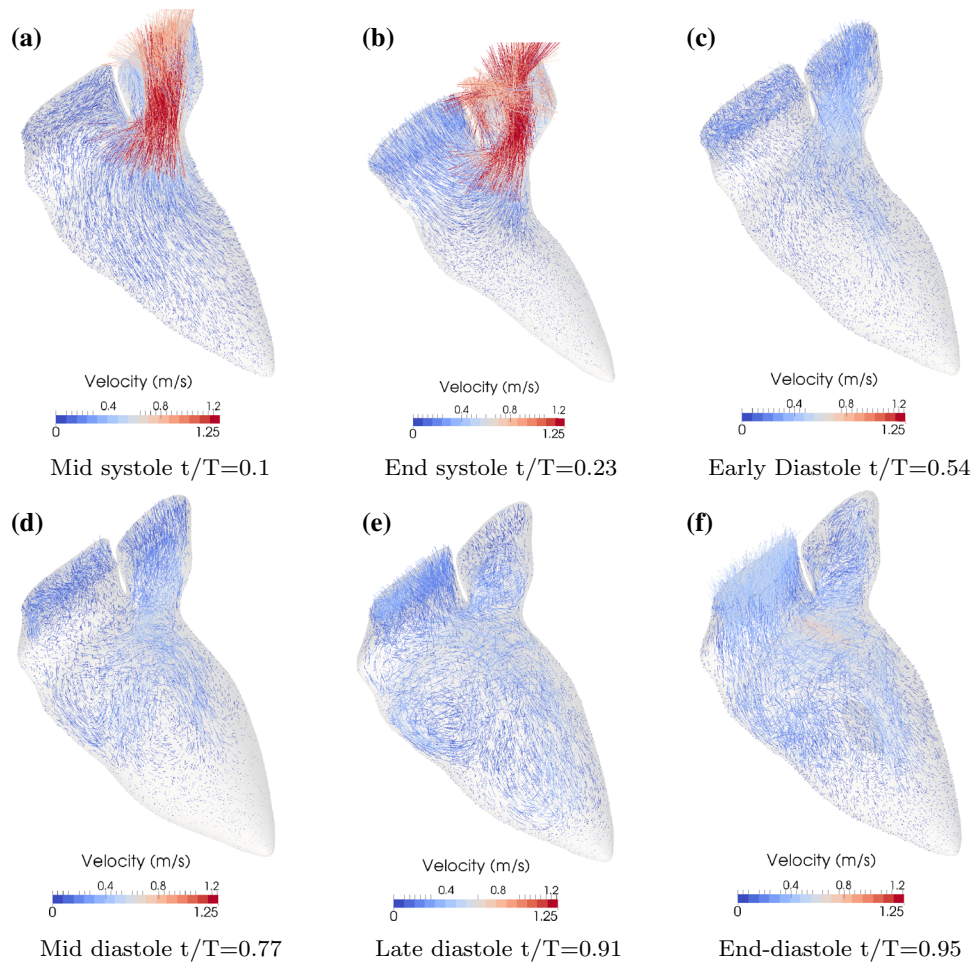 (a)
(b)
(c)
Velocity (m/s)
0.4 0.8 1.2
0 1.25
Mid systole t/T=0.1
Velocity (m/s)
0.4 0.8 1.2
0 1.25
End systole t/T=0.23
Velocity (m/s)
0.4 0.8 1.2
0 1.25
Early Diastole t/T=0.54
(d)
(e)
(f)
Velocity (m/s)
0.4 0.8 1.2
0 1.25
Mid diastole t/T=0.77
Velocity (m/s)
0.4 0.8 1.2
0 1.25
Late diastole t/T=0.91
Velocity (m/s)
0.4 0.8 1.2
0 1.25
End-diastole t/T=0.95